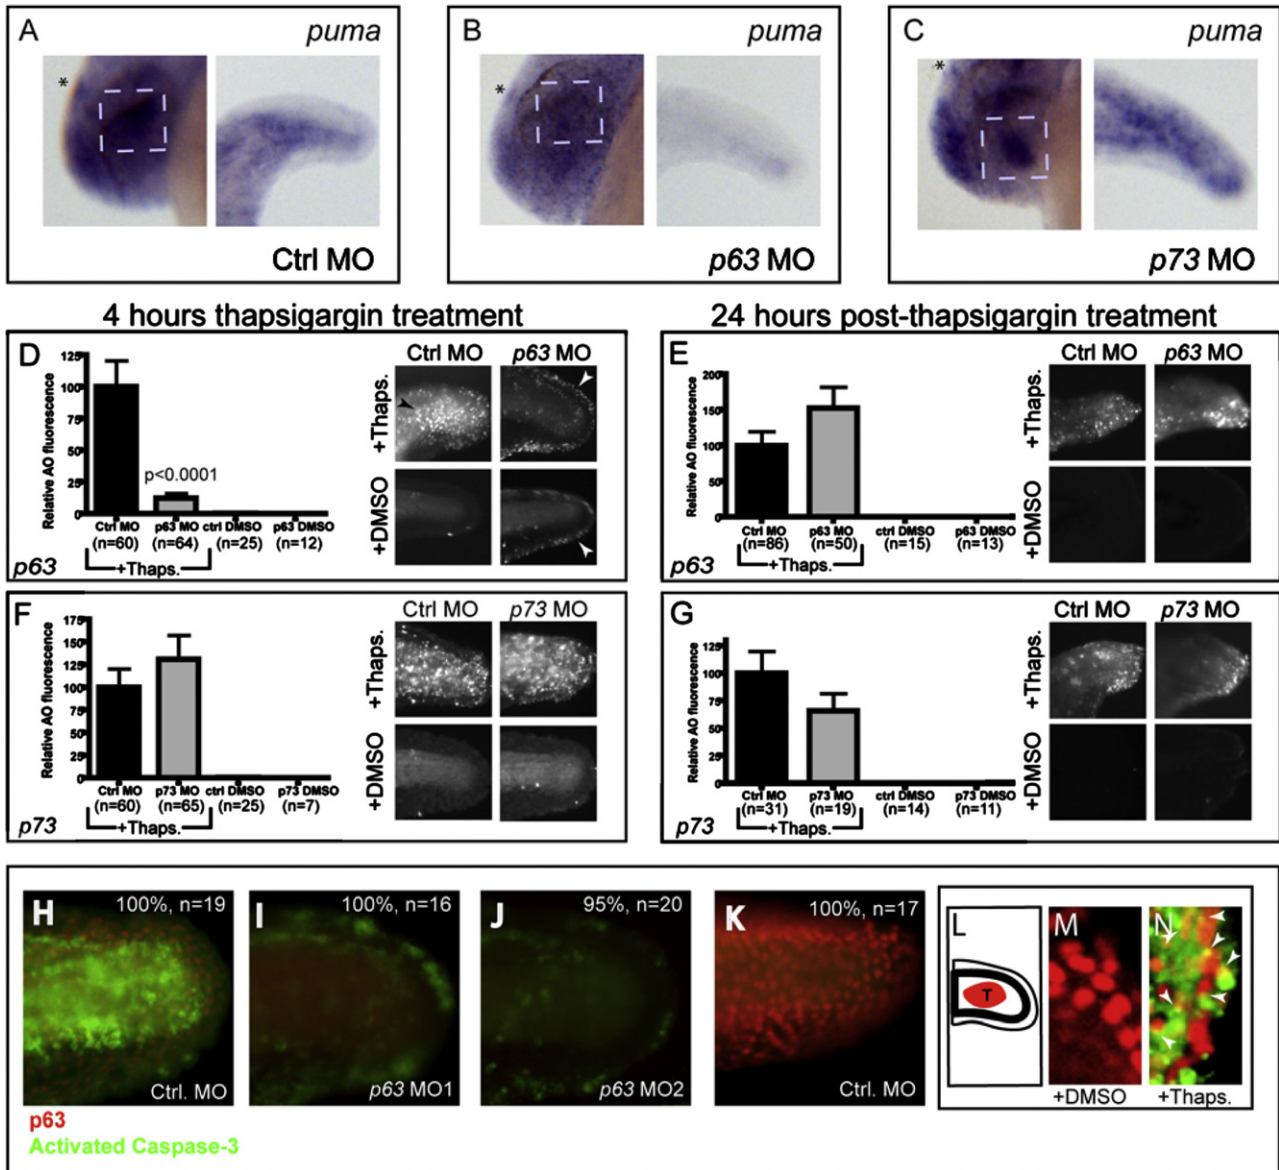 A puma
*
Ctrl MO
B puma
*
p63 MO
C puma
*
p73 MO
4 hours thapsigargin treatment
24 hours post-thapsigargin treatment
D
Relative AO fluorescence
125
100
75
50
25
0
p<0.0001
Ctrl MO p63 MO ctrl DMSO p63 DMSO
(n=60) (n=64) (n=25) (n=12)
+Thaps.
p63
Ctrl MO p63 MO
+Thaps.
+DMSO
E
Relative AO fluorescence
200
150
100
50
0
Ctrl MO p63 MO ctrl DMSO p63 DMSO
(n=86) (n=50) (n=15) (n=13)
+Thaps.
p63
Ctrl MO p63 MO
+Thaps.
+DMSO
F
Relative AO fluorescence
175
150
125
100
75
50
25
0
Ctrl MO p73 MO ctrl DMSO p73 DMSO
(n=60) (n=65) (n=25) (n=7)
+Thaps.
p73
Ctrl MO p73 MO
+Thaps.
+DMSO
G
Relative AO fluorescence
125
100
75
50
25
0
Ctrl MO p73 MO ctrl DMSO p73 DMSO
(n=31) (n=19) (n=14) (n=11)
+Thaps.
p73
Ctrl MO p73 MO
+Thaps.
+DMSO
H 100%, n=19
Ctrl. MO
I 100%, n=16
p63 MO1
J 95%, n=20
p63 MO2
K 100%, n=17
Ctrl. MO
L
T
M
+DMSO
N
+Thaps.
p63
Activated Caspase-3